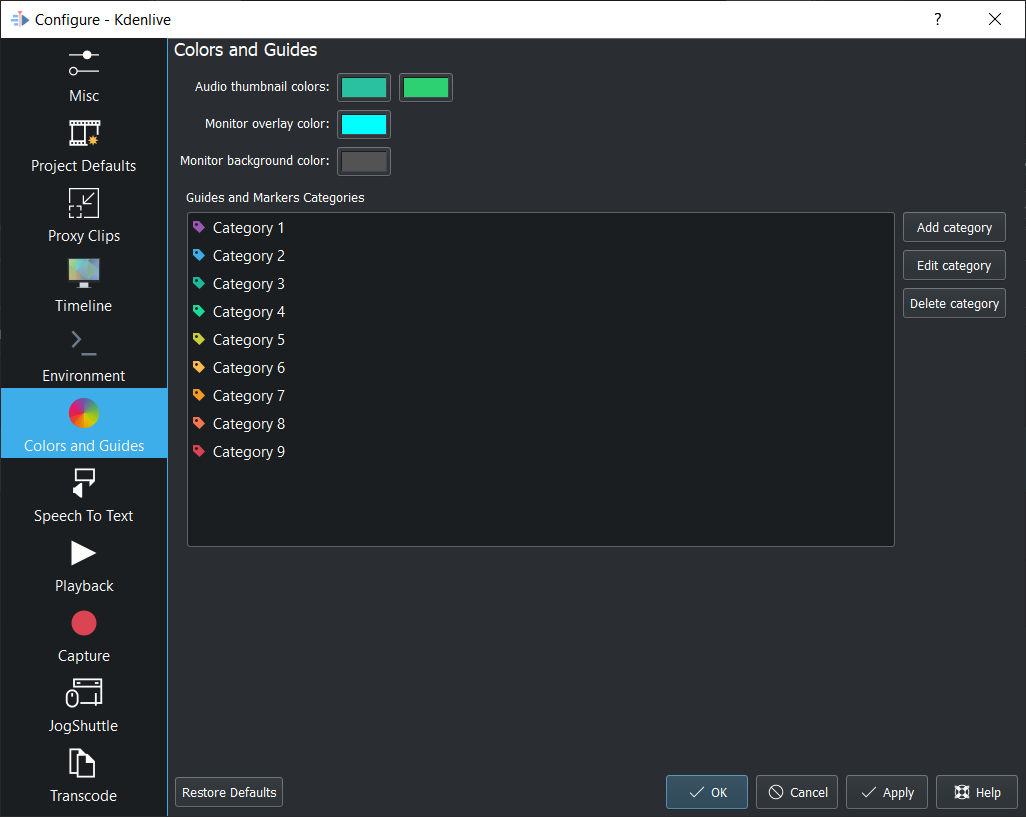 Configure - Kdenlive
?
Misc
Project Defaults
Proxy Clips
Timeline
Environment
Colors and Guides
Speech To Text
Playback
Capture
JogShuttle
Transcode
Colors and Guides
Audio thumbnail colors:
Monitor overlay color:
Monitor background color:
Guides and Markers Categories
Category 1
Category 2
Category 3
Category 4
Category 5
Category 6
Category 7
Category 8
Category 9
Add category
Edit category
Delete category
Restore Defaults
OK
Cancel
Apply
Help